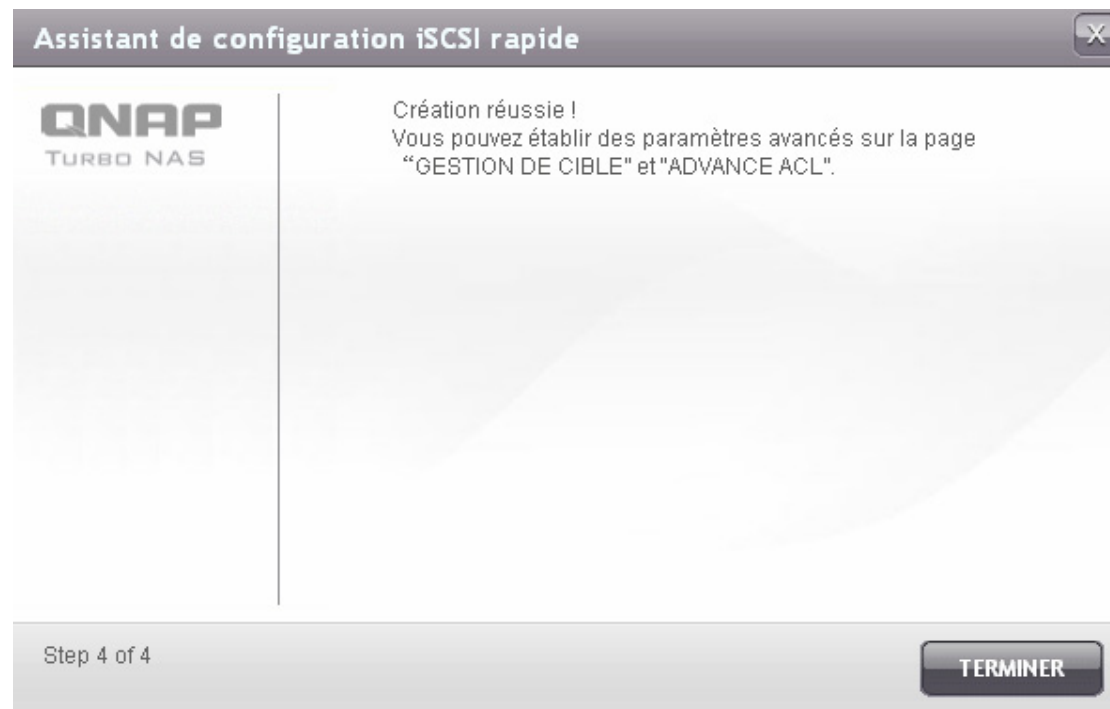 Assistant de configuration iSCSI rapide
X
QNAP
TURBO NAS
Création réussie !
Vous pouvez établir des paramètres avancés sur la page
“GESTION DE CIBLE" et "ADVANCE ACL".
Step 4 of 4
TERMINER